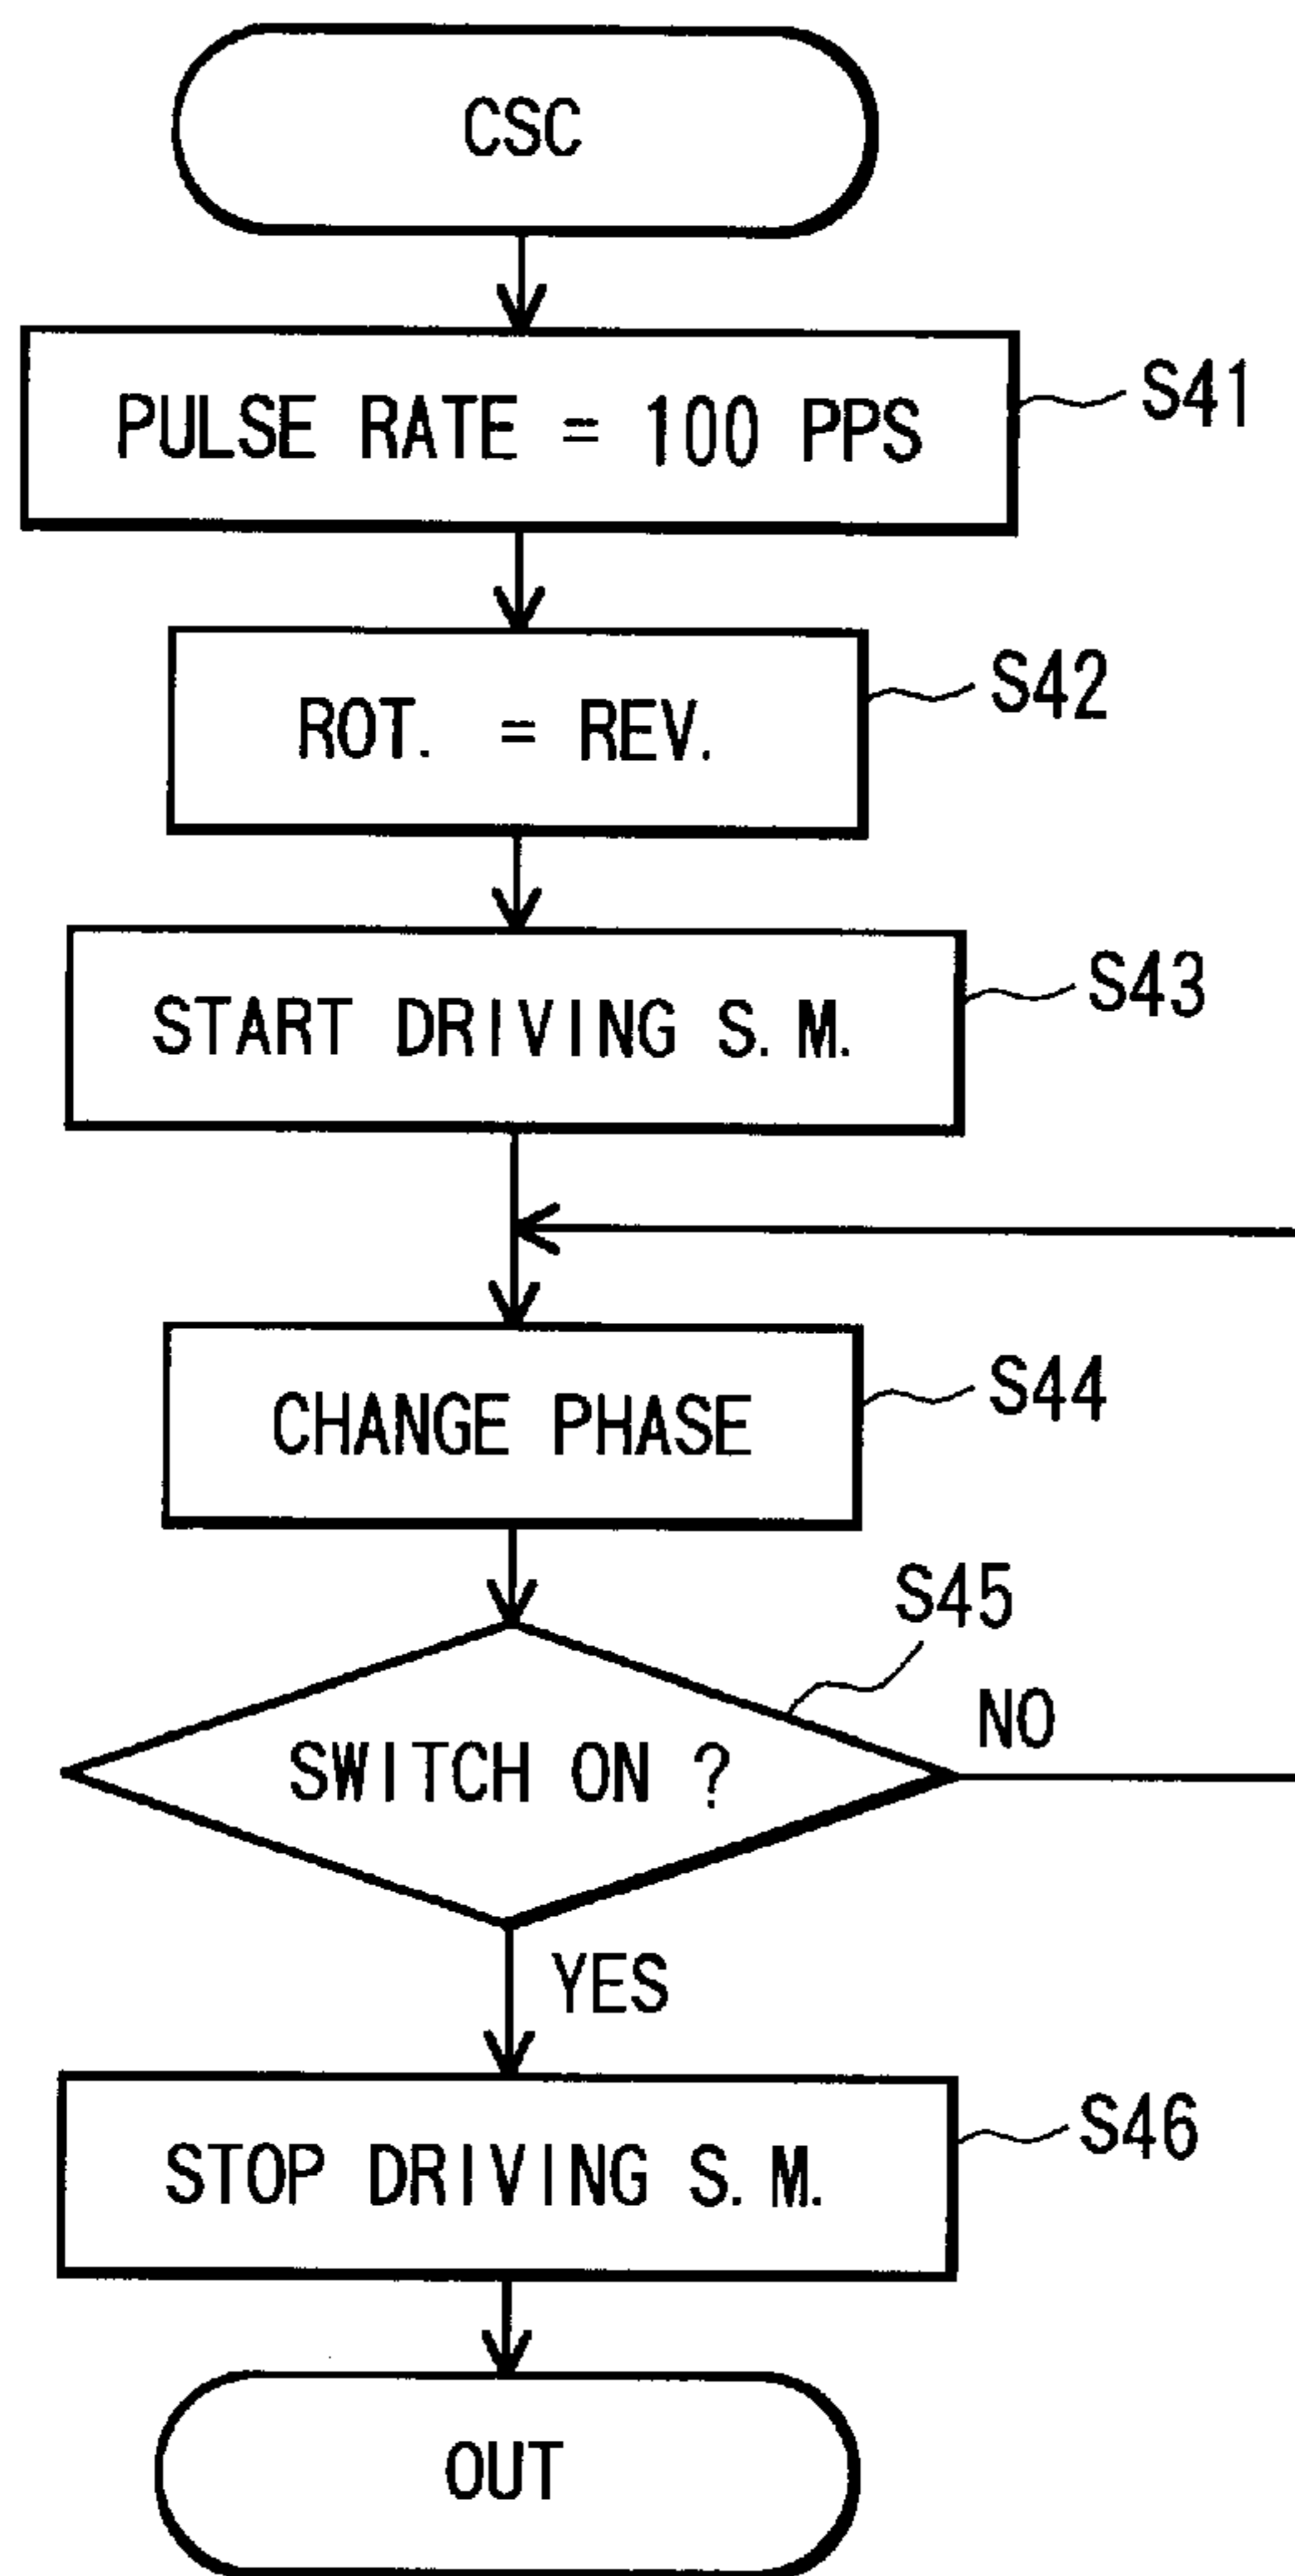 CSC
PULSE RATE = 100 PPS
S41
ROT. = REV.
S42
START DRIVING S. M.
S43
CHANGE PHASE
S44
S45
SWITCH ON ?
NO
YES
STOP DRIVING S. M.
S46
OUT